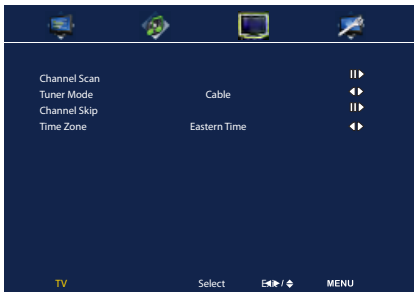 Channel Scan
Tuner Mode Cable
Channel Skip
Time Zone Eastern Time
TV Select MENU